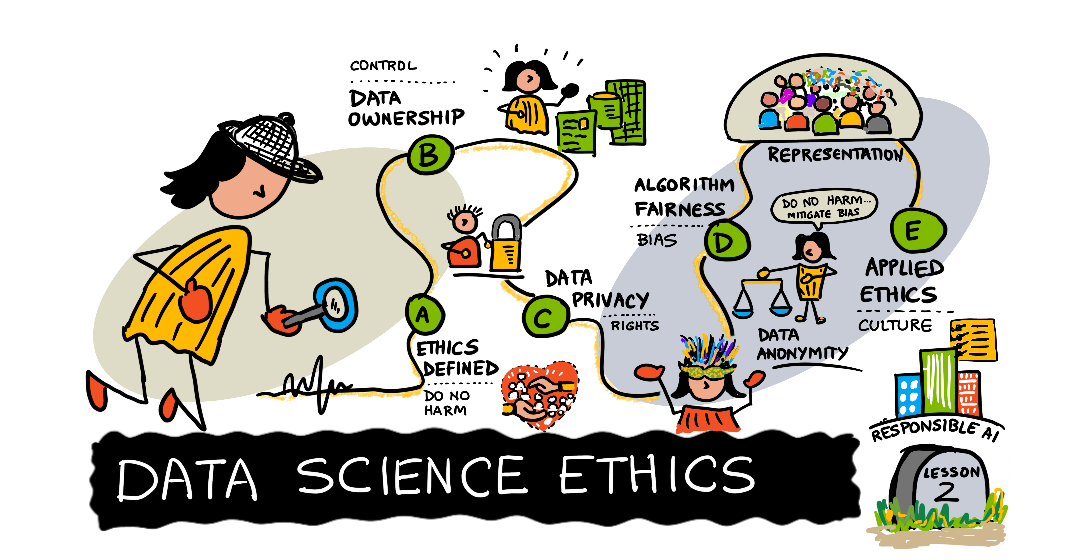 CONTROL
DATA
OWNERSHIP
B
A
ETHICS
DEFINED
DO NO
HARM
DATA
PRIVACY
RIGHTS
C
ALGORITHM
FAIRNESS
BIAS
D
REPRESENTATION
DO NO HARM...
MITIGATE BIAS
DATA
ANONYMITY
E
APPLIED
ETHICS
CULTURE
RESPONSIBLE AI
LESSON
2
DATA SCIENCE ETHICS